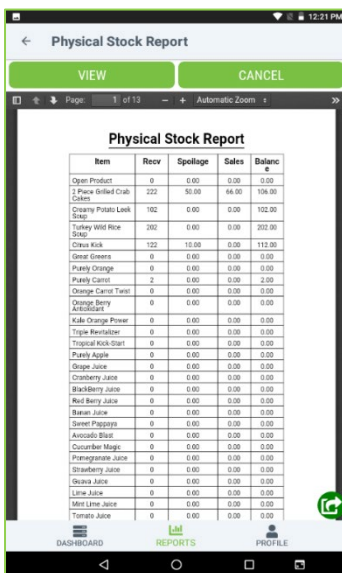 12:21 PM
Physical Stock Report
VIEW CANCEL
Page: 1 of 13 − + Automatic Zoom
Physical Stock Report
Item Recv Spoilage Sales Balanc
e
Open Product 0 0.00 0.00 0.00
2 Piece Grilled Crab 222 50.00 66.00 106.00
Cakes
Creamy Potato Leek 102 0.00 0.00 102.00
Soup
Turkey Wild Rice 202 0.00 0.00 202.00
Soup
Citrus Kick 122 10.00 0.00 112.00
Great Greens 0 0.00 0.00 0.00
Purely Orange 0 0.00 0.00 0.00
Purely Carrot 2 0.00 0.00 2.00
Orange Carrot Twist 0 0.00 0.00 0.00
Orange Berry 0 0.00 0.00 0.00
Antioxidant
Kale Orange Power 0 0.00 0.00 0.00
Triple Revitalizer 0 0.00 0.00 0.00
Tropical Kick-Start 0 0.00 0.00 0.00
Purely Apple 0 0.00 0.00 0.00
Grape Juice 0 0.00 0.00 0.00
Cranberry Juice 0 0.00 0.00 0.00
BlackBerry Juice 0 0.00 0.00 0.00
Red Berry Juice 0 0.00 0.00 0.00
Banan Juice 0 0.00 0.00 0.00
Sweet Pappaya 0 0.00 0.00 0.00
Avocado Blast 0 0.00 0.00 0.00
Cucumber Magic 0 0.00 0.00 0.00
Pomegranate Juice 0 0.00 0.00 0.00
Strawberry Juice 0 0.00 0.00 0.00
Guava Juice 0 0.00 0.00 0.00
Lime Juice 0 0.00 0.00 0.00
Mint Lime Juice 0 0.00 0.00 0.00
Tomato Juice 0 0.00 0.00 0.00
DASHBOARD REPORTS PROFILE